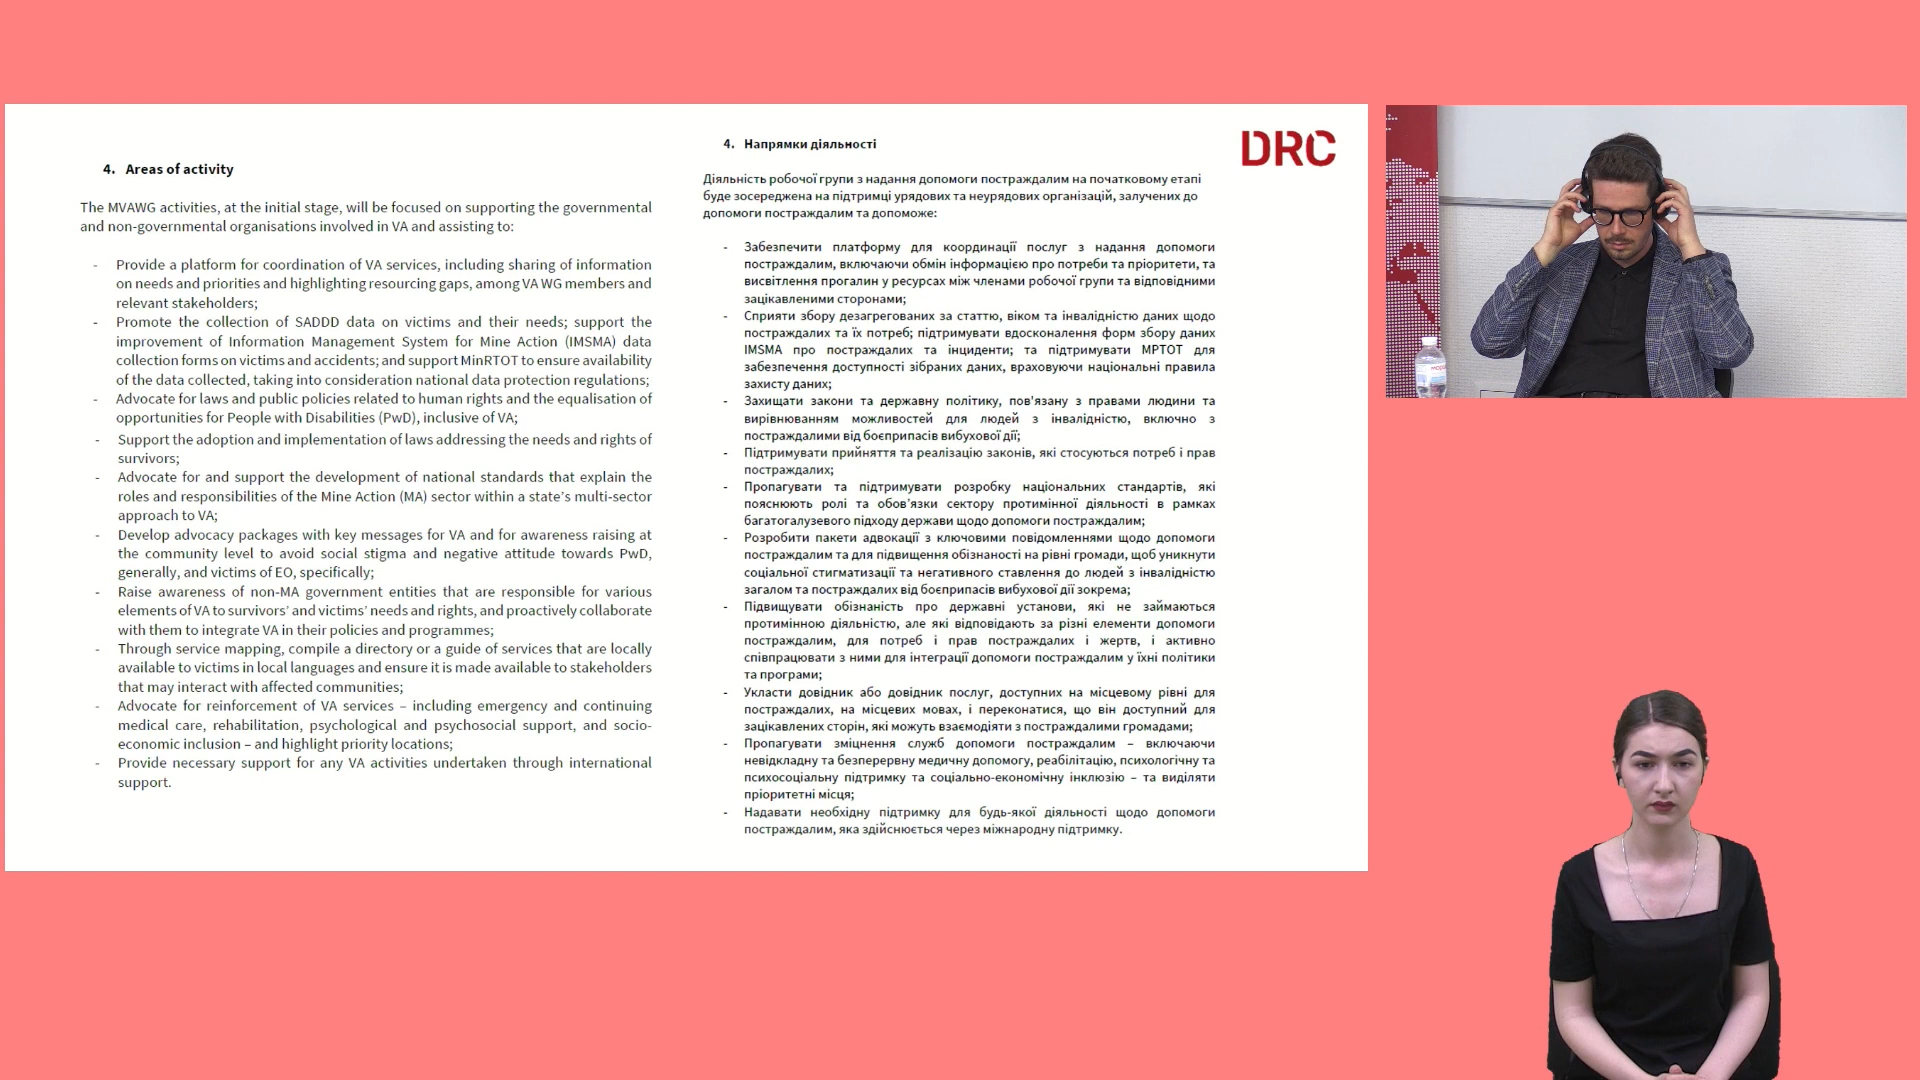 4. Areas of activity
The MVAWG activities, at the initial stage, will be focused on supporting the governmental
and non-governmental organisations involved in VA and assisting to:
- Provide a platform for coordination of VA services, including sharing of information
on needs and priorities and highlighting resourcing gaps, among VA WG members and
relevant stakeholders;
- Promote the collection of SADDD data on victims and their needs; support the
improvement of Information Management System for Mine Action (IMSMA) data
collection forms on victims and accidents; and support MinRTOT to ensure availability
of the data collected, taking into consideration national data protection regulations;
- Advocate for laws and public policies related to human rights and the equalisation of
opportunities for People with Disabilities (PwD), inclusive of VA;
- Support the adoption and implementation of laws addressing the needs and rights of
survivors;
- Advocate for and support the development of national standards that explain the
roles and responsibilities of the Mine Action (MA) sector within a state's multi-sector
approach to VA;
- Develop advocacy packages with key messages for VA and for awareness raising at
the community level to avoid social stigma and negative attitude towards PwD,
generally, and victims of EO, specifically;
- Raise awareness of non-MA government entities that are responsible for various
elements of VA to survivors' and victims' needs and rights, and proactively collaborate
with them to integrate VA in their policies and programmes;
- Through service mapping, compile a directory or a guide of services that are locally
available to victims in local languages and ensure it is made available to stakeholders
that may interact with affected communities;
- Advocate for reinforcement of VA services – including emergency and continuing
medical care, rehabilitation, psychological and psychosocial support, and socio-
economic inclusion – and highlight priority locations;
- Provide necessary support for any VA activities undertaken through international
support.
4. Напрямки діяльності
Діяльність робочої групи з надання допомоги постраждалим на початковому етапі
буде зосереджена на підтримці урядових та неурядових організацій, залучених до
допомоги постраждалим та допоможе:
- Забезпечити платформу для координації послуг з надання допомоги
постраждалим, включаючи обмін інформацією про потреби та пріоритети, та
висвітлення прогалин у ресурсах між членами робочої групи та відповідними
зацікавленими сторонами;
- Сприяти збору дезагрегованих за статтю, віком та інвалідністю даних щодо
постраждалих та їх потреб; підтримувати вдосконалення форм збору даних
IMSMA про постраждалих та інциденти; та підтримувати МРТОТ для
забезпечення доступності зібраних даних, враховуючи національні правила
захисту даних;
- Захищати закони та державну політику, пов'язану з правами людини та
вирівнюванням можливостей для людей з інвалідністю, включно з
постраждалими від боєприпасів вибухової дії;
- Підтримувати прийняття та реалізацію законів, які стосуються потреб і прав
постраждалих;
- Пропагувати та підтримувати розробку національних стандартів, які
пояснюють ролі та обов'язки сектору протимінної діяльності в рамках
багатогалузевого підходу держави щодо допомоги постраждалим;
- Розробити пакети адвокації з ключовими повідомленнями щодо допомоги
постраждалим та для підвищення обізнаності на рівні громади, щоб уникнути
соціальної стигматизації та негативного ставлення до людей з інвалідністю
загалом та постраждалих від боєприпасів вибухової дії зокрема;
- Підвищувати обізнаність про державні установи, які не займаються
протимінною діяльністю, але які відповідають за різні елементи допомоги
постраждалим, для потреб і прав постраждалих і жертв, і активно
співпрацювати з ними для інтеграції допомоги постраждалим у їхні політики
та програми;
- Укласти довідник або довідник послуг, доступних на місцевому рівні для
постраждалих, на місцевих мовах, і переконатися, що він доступний для
зацікавлених сторін, які можуть взаємодіяти з постраждалими громадами;
- Пропагувати зміцнення служб допомоги постраждалим – включаючи
невідкладну та безперервну медичну допомогу, реабілітацію, психологічну та
психосоціальну підтримку та соціально-економічну інклюзію – та виділяти
пріоритетні місця;
- Надавати необхідну підтримку для будь-якої діяльності щодо допомоги
постраждалим, яка здійснюється через міжнародну підтримку.
DRC